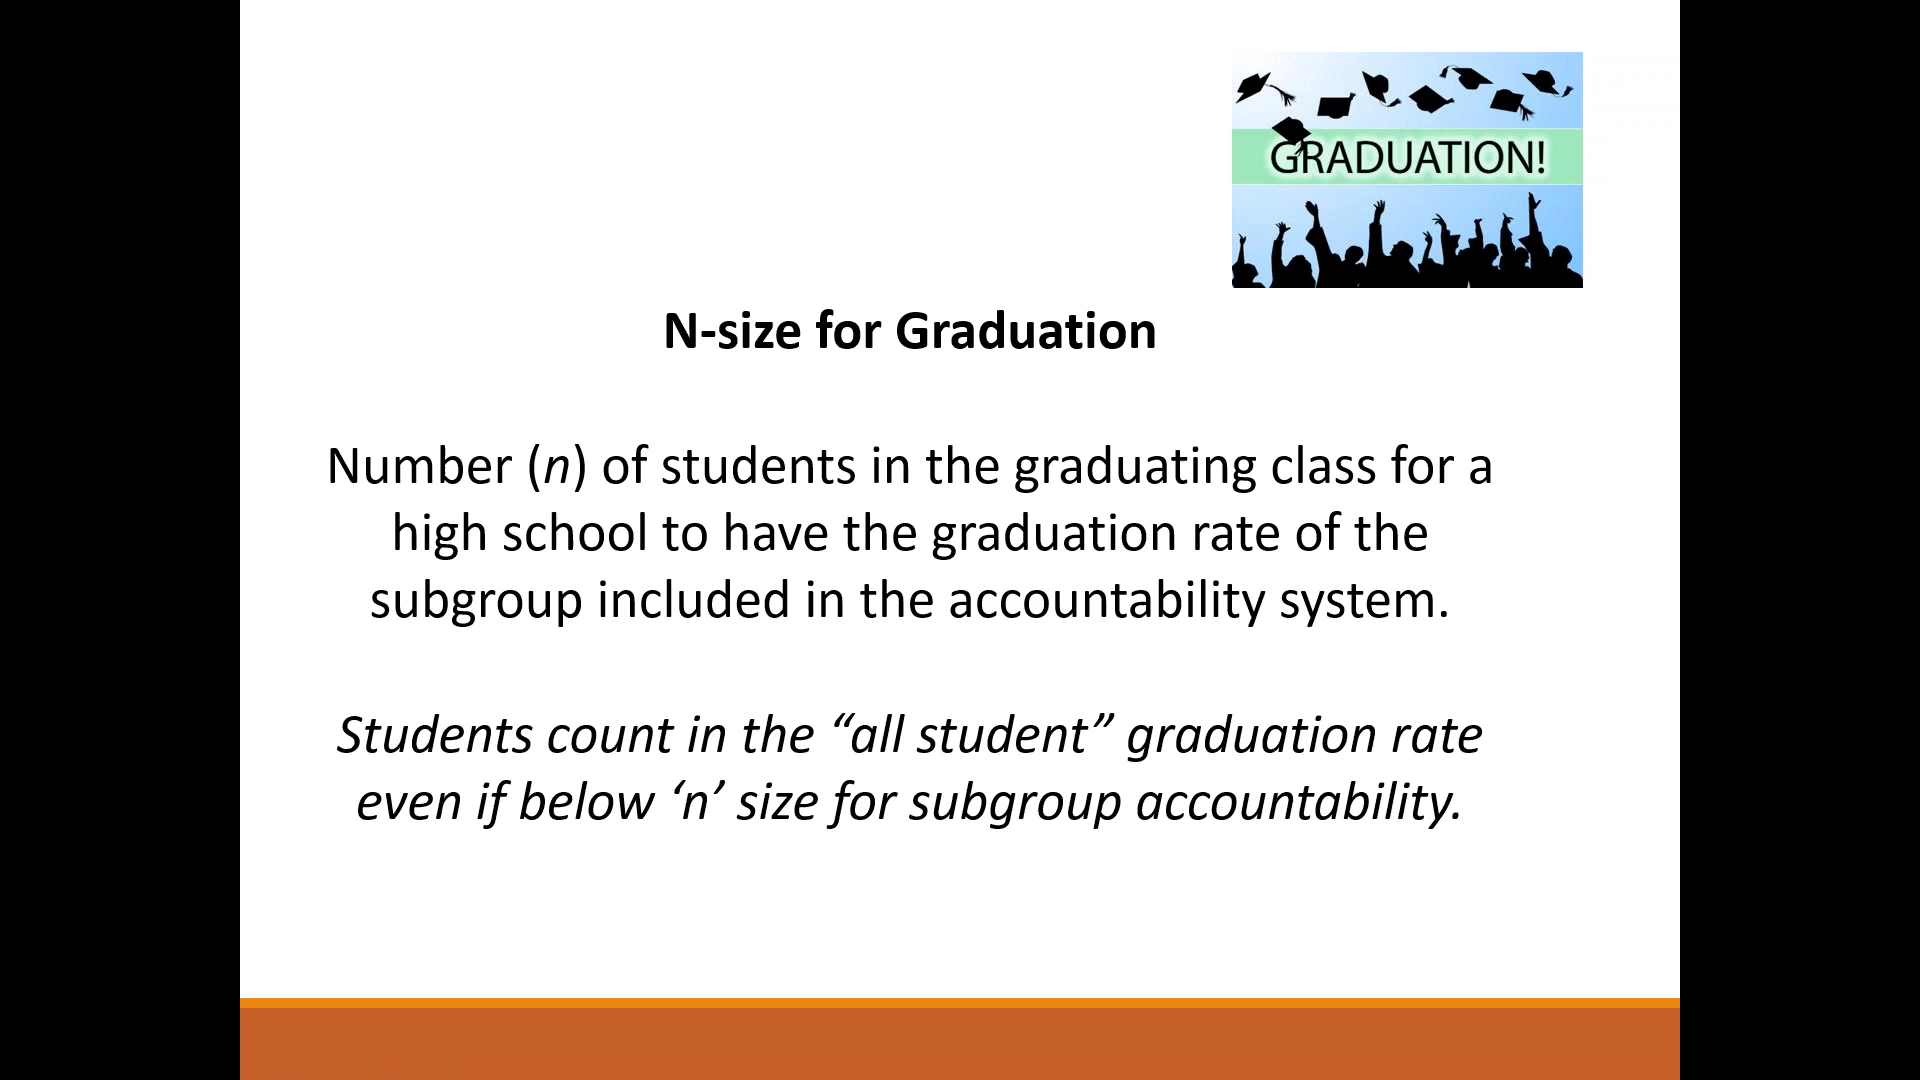 GRADUATION!
N-size for Graduation
Number (n) of students in the graduating class for a
high school to have the graduation rate of the
subgroup included in the accountability system.
Students count in the “all student” graduation rate
even if below ‘n’ size for subgroup accountability.